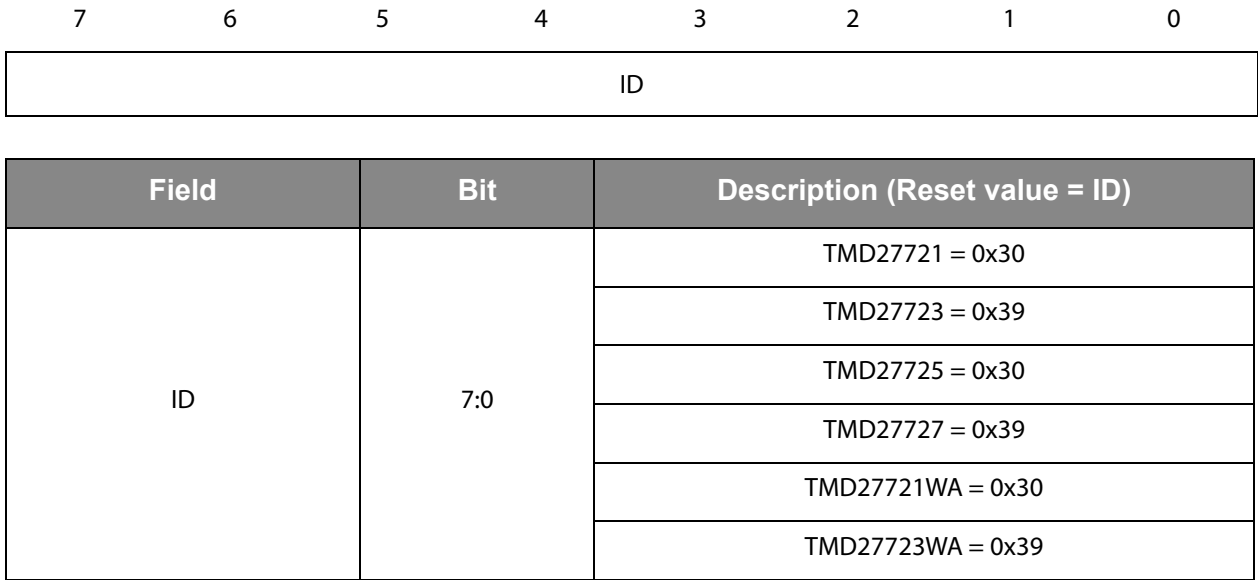 7 6 5 4 3 2 1 0
ID
Field Bit Description (Reset value = ID)
TMD27721 = 0x30
TMD27723 = 0x39
TMD27725 = 0x30
ID 7:0
TMD27727 = 0x39
TMD27721WA = 0x30
TMD27723WA = 0x39